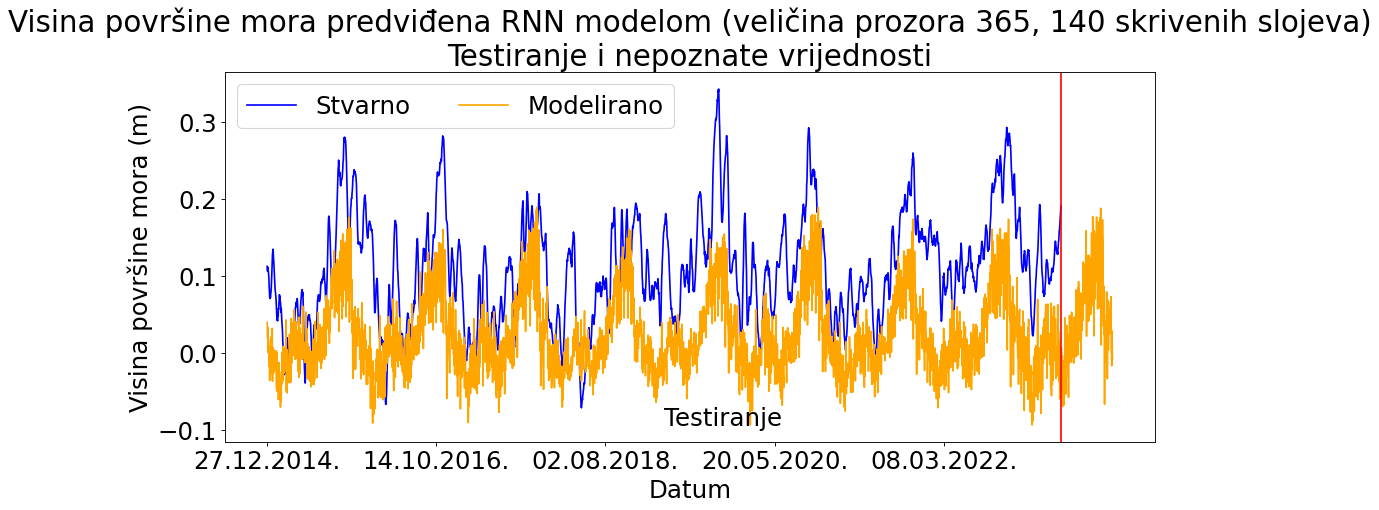 Visina površine mora predviđena RNN modelom (veličina prozora 365, 140 skrivenih slojeva)
Testiranje i nepoznate vrijednosti
Stvarno Modelirano
Visina površine mora (m)
0.3
0.2
0.1
0.0
−0.1
Testiranje
27.12.2014. 14.10.2016. 02.08.2018. 20.05.2020. 08.03.2022.
Datum